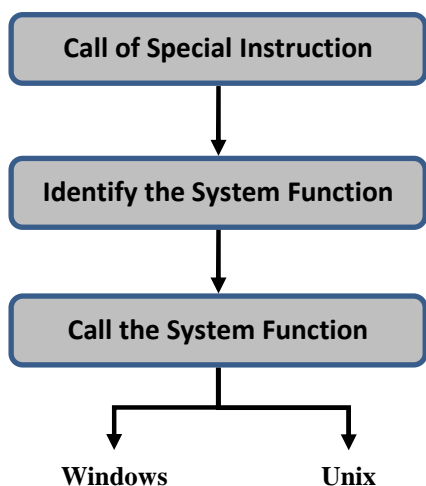 Call of Special Instruction
Identify the System Function
Call the System Function
Windows Unix